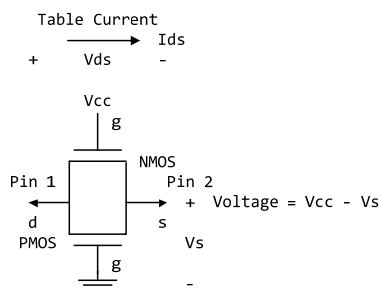 Table Current
Ids
+ Vds -
Vcc
g
NMOS
Pin 1 Pin 2
+ Voltage = Vcc - Vs
d s
PMOS Vs
g
-